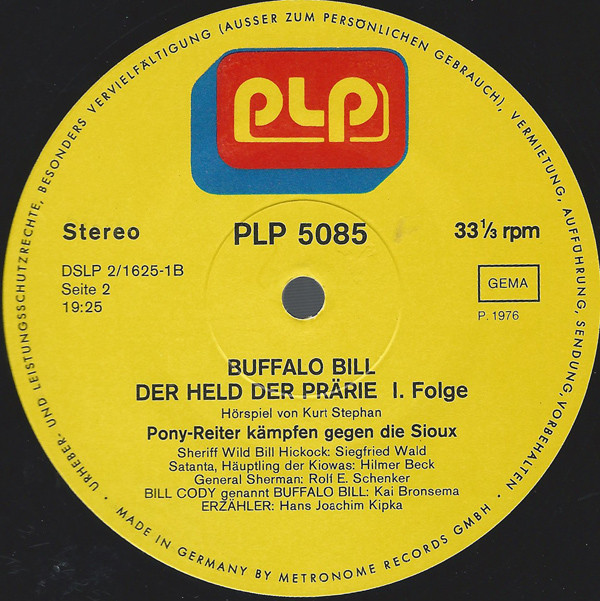 PLP
Stereo
PLP 5085
33⅓ rpm
DSLP 2/1625-1B
Seite 2
19:25
GEMA
P. 1976
BUFFALO BILL
DER HELD DER PRÄRIE I. Folge
Hörspiel von Kurt Stephan
Pony-Reiter kämpfen gegen die Sioux
Sheriff Wild Bill Hickock: Siegfried Wald
Satanta, Häuptling der Kiowas: Hilmer Beck
General Sherman: Rolf E. Schenker
BILL CODY genannt BUFFALO BILL: Kai Bronsema
ERZÄHLER: Hans Joachim Kipka
• URHEBER- UND LEISTUNGSSCHUTZRECHTE, BESONDERS VERVIELFÄLTIGUNG (AUSSER ZUM PERSÖNLICHEN GEBRAUCH), VERMIETUNG, AUFFÜHRUNG, SENDUNG, VORBEHALTEN •
MADE IN GERMANY BY METRONOME RECORDS GMBH